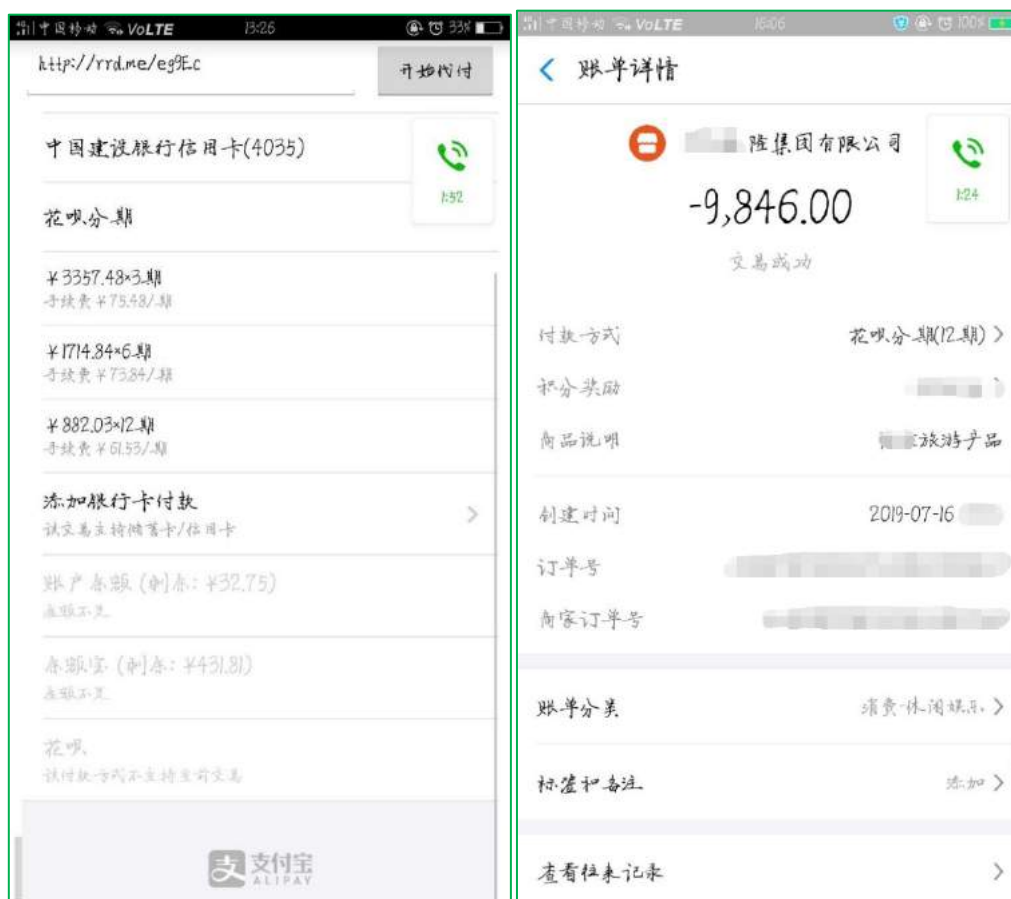 中国移动 VoLTE 13:26 33%
http://rrd.me/eg9Ec
开始代付
中国建设银行信用卡(4035)
1:52
花呗分期
￥3357.48×3期
手续费￥75.48/期
￥1714.84×6期
手续费￥73.84/期
￥882.03×12期
手续费￥61.53/期
添加银行卡付款
该交易支持储蓄卡/信用卡
账户余额 (剩余: ￥32.75)
余额不足
余额宝 (剩余: ￥431.81)
余额不足
花呗
该付款方式不支持当前交易
支付宝
ALIPAY
中国移动 VoLTE 16:06 100%
账单详情
隆集团有限公司
-9,846.00
1:24
交易成功
付款方式 花呗分期(12期)
积分奖励
商品说明 旅游产品
创建时间 2019-07-16
订单号
商家订单号
账单分类 消费-休闲娱乐
标签和备注 添加
查看往来记录